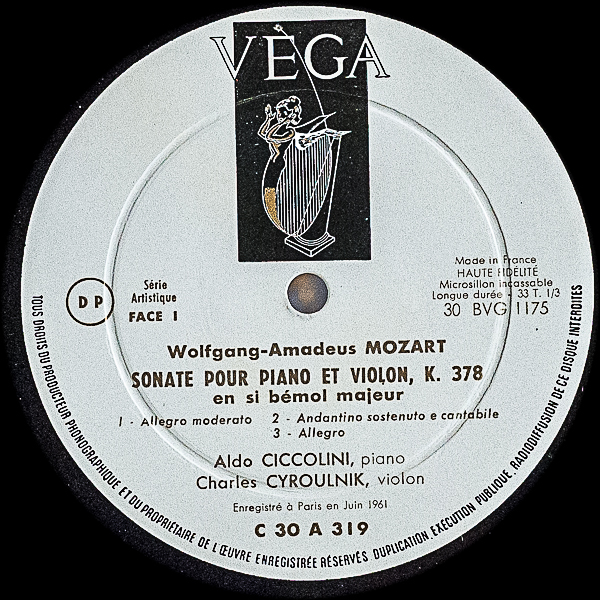 VÈGA
D P
Série
Artistique
FACE I
Made in France
HAUTE FIDÉLITÉ
Microsillon incassable
Longue durée - 33 T. 1/3
30 BVG 1175
Wolfgang-Amadeus MOZART
SONATE POUR PIANO ET VIOLON, K. 378
en si bémol majeur
1 - Allegro moderato 2 - Andantino sostenuto e cantabile
3 - Allegro
Aldo CICCOLINI, piano
Charles CYROULNIK, violon
Enregistré à Paris en Juin 1961
C 30 A 319
TOUS DROITS DU PRODUCTEUR PHONOGRAPHIQUE ET DU PROPRIETAIRE DE L'ŒUVRE ENREGISTRÉE RÉSERVÉS. DUPLICATION, EXÉCUTION PUBLIQUE, RADIODIFFUSION DE CE DISQUE INTERDITES